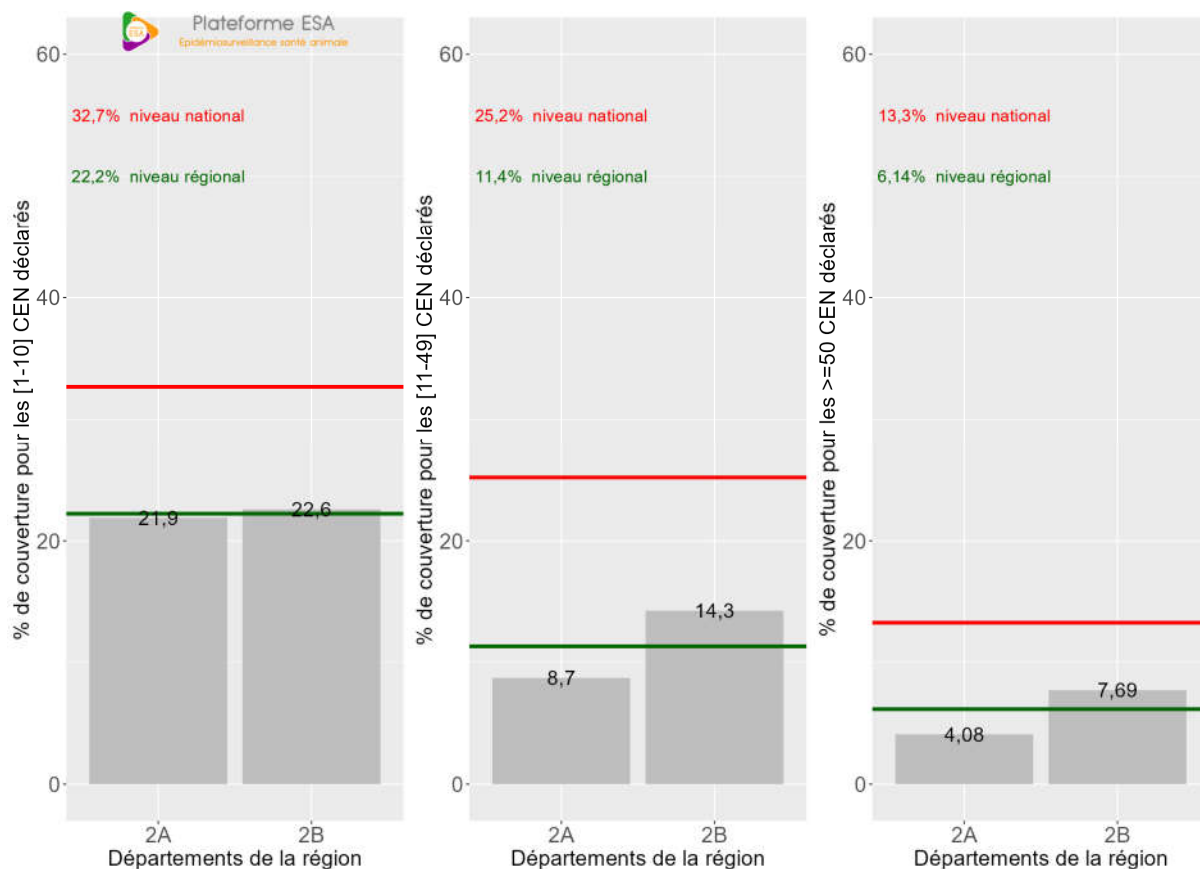 Plateforme ESA
ESA
Epidémiosurveillance santé animale
% de couverture pour les [1-10] CEN déclarés
60
40
20
0
32,7% niveau national
22,2% niveau régional
21,9
22,6
2A
2B
Départements de la région
% de couverture pour les [11-49] CEN déclarés
60
40
20
0
25,2% niveau national
11,4% niveau régional
8,7
14,3
2A
2B
Départements de la région
% de couverture pour les >=50 CEN déclarés
60
40
20
0
13,3% niveau national
6,14% niveau régional
4,08
7,69
2A
2B
Départements de la région